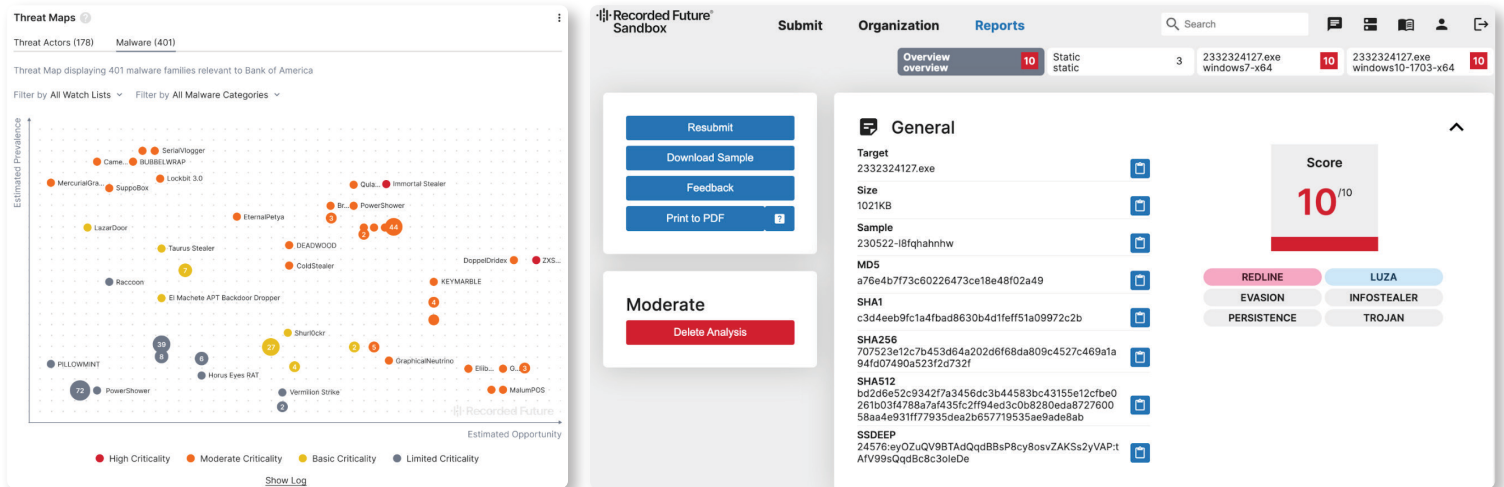 Threat Maps ?
Threat Actors (178) Malware (401)
Threat Map displaying 401 malware families relevant to Bank of America
Filter by All Watch Lists Filter by All Malware Categories
Estimated Prevalence
SerialVlogger
Came... BUBBELWRAP
MercurialGra... SuppoBox Lockbit 3.0
Qula... Immortal Stealer
Br... PowerShower
EternalPetya 3
LazarDoor 2 44
Taurus Stealer DEADWOOD
7 ColdStealer DoppelDridex ZXS...
Raccoon KEYMARBLE
El Machete APT Backdoor Dropper 4
Shurl0ckr
39 27 2 5
8 6
PILLOWMINT 4 GraphicalNeutrino
Horus Eyes RAT Elib... G... 3
72 PowerShower Vermilion Strike MalumPOS
2
Recorded Future
Estimated Opportunity
High Criticality Moderate Criticality Basic Criticality Limited Criticality
Show Log
Recorded Future®
Sandbox
Submit Organization Reports Search
Overview
overview
10
Static
static
3
2332324127.exe
windows7-x64
10
2332324127.exe
windows10-1703-x64
10
Resubmit
Download Sample
Feedback
Print to PDF ?
Moderate
Delete Analysis
General
Target
2332324127.exe
Size
1021KB
Sample
230522-l8fqhahnhw
MD5
a76e4b7f73c60226473ce18e48f02a49
SHA1
c3d4eeb9fc1a4fbad8630b4d1feff51a09972c2b
SHA256
707523e12c7b453d64a202d6f68da809c4527c469a1a
94fd07490a523f2d732f
SHA512
bd2d6e52c9342f7a3456dc3b44583bc43155e12cfbe0
261b03f4788a7af435fc2ff94ed3c0b8280eda8727600
58aa4e931ff77935dea2b657719535ae9ade8ab
SSDEEP
24576:eyOZuQV9BTAdQqdBBsP8cy8osvZAKSs2yVAP:t
AfV99sQqdBc8c3oleDe
Score
10/10
REDLINE LUZA
EVASION INFOSTEALER
PERSISTENCE TROJAN